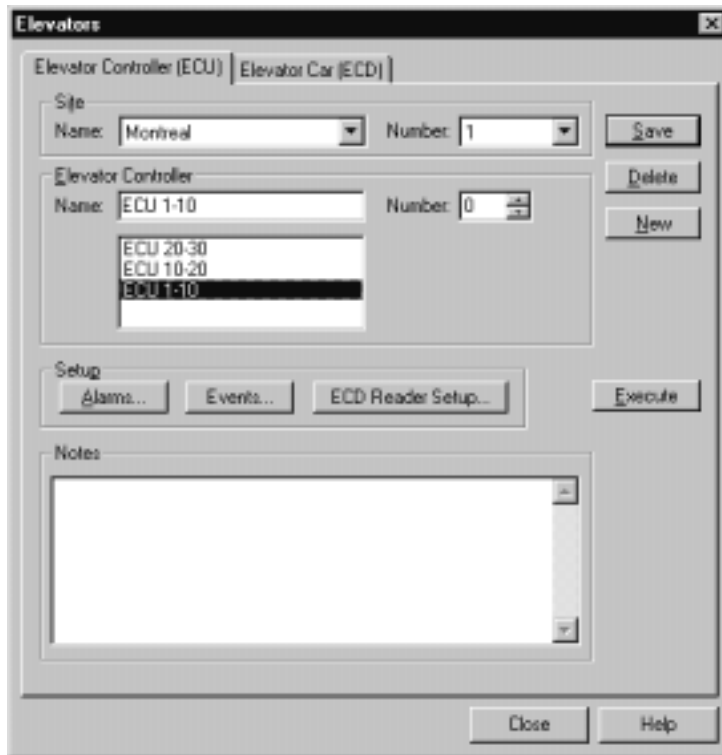 Elevators
Elevator Controller (ECU) Elevator Car (ECD)
Site
Name: Montreal Number: 1 Save
Delete
Elevator Controller
Name: ECU 1-10 Number: 0 New
ECU 20-30
ECU 10-20
ECU 1-10
Setup
Alarms... Events... ECD Reader Setup... Execute
Notes
Close Help